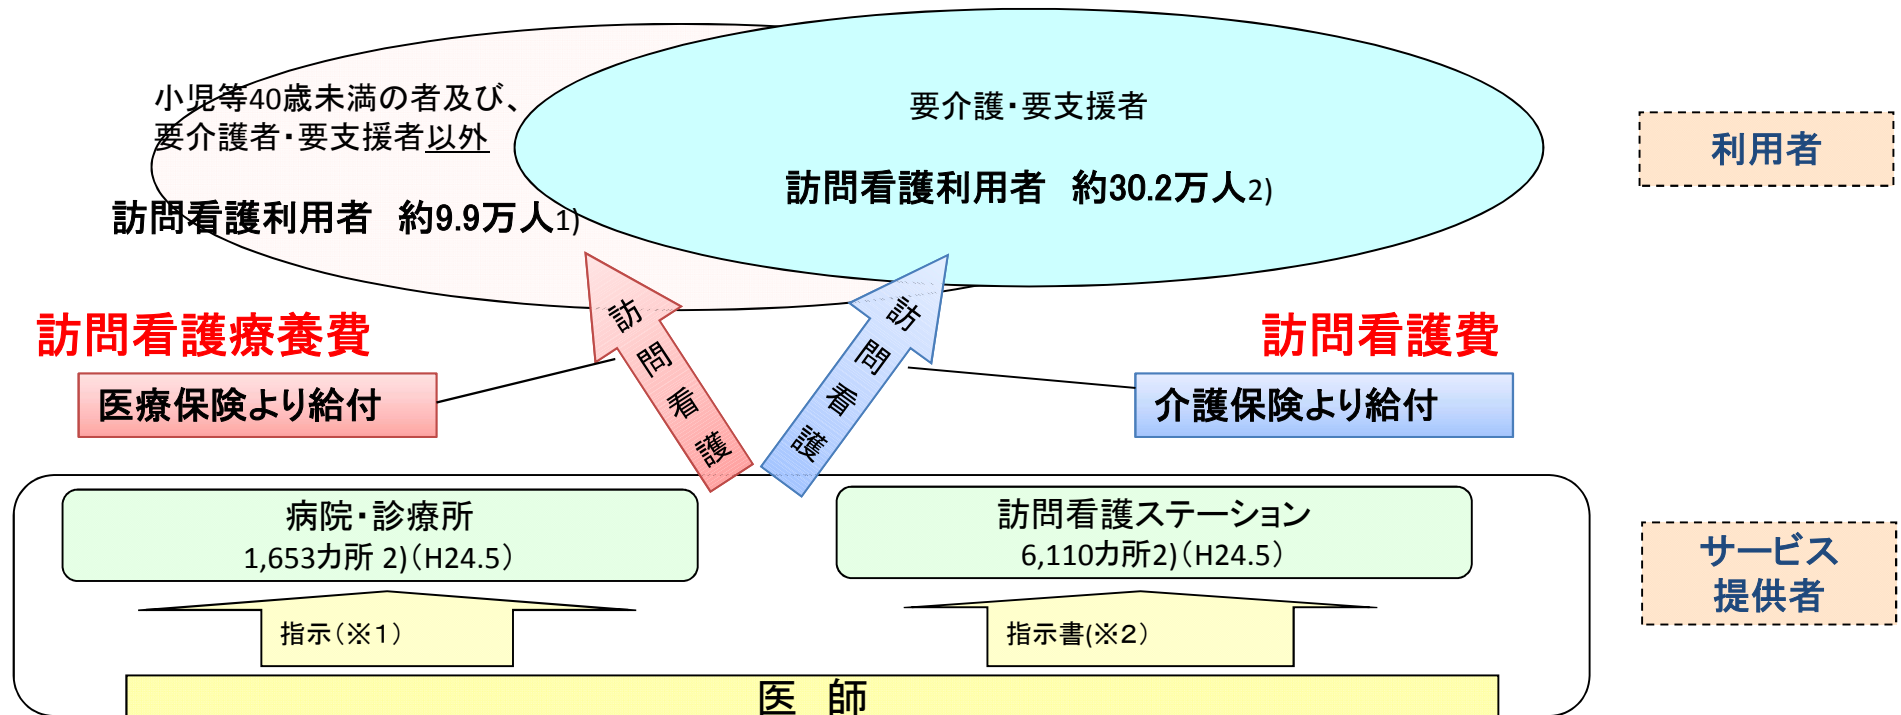 小児等40歳未満の者及び、
要介護者・要支援者以外
訪問看護利用者　約9.9万人1)
要介護・要支援者
訪問看護利用者　約30.2万人2)
利用者
訪問看護療養費
医療保険より給付
訪問看護
訪問看護
訪問看護費
介護保険より給付
病院・診療所
1,653カ所 2)（H24.5）
訪問看護ステーション
6,110カ所2)（H24.5）
サービス
提供者
指示（※１）
指示書(※２）
医　師